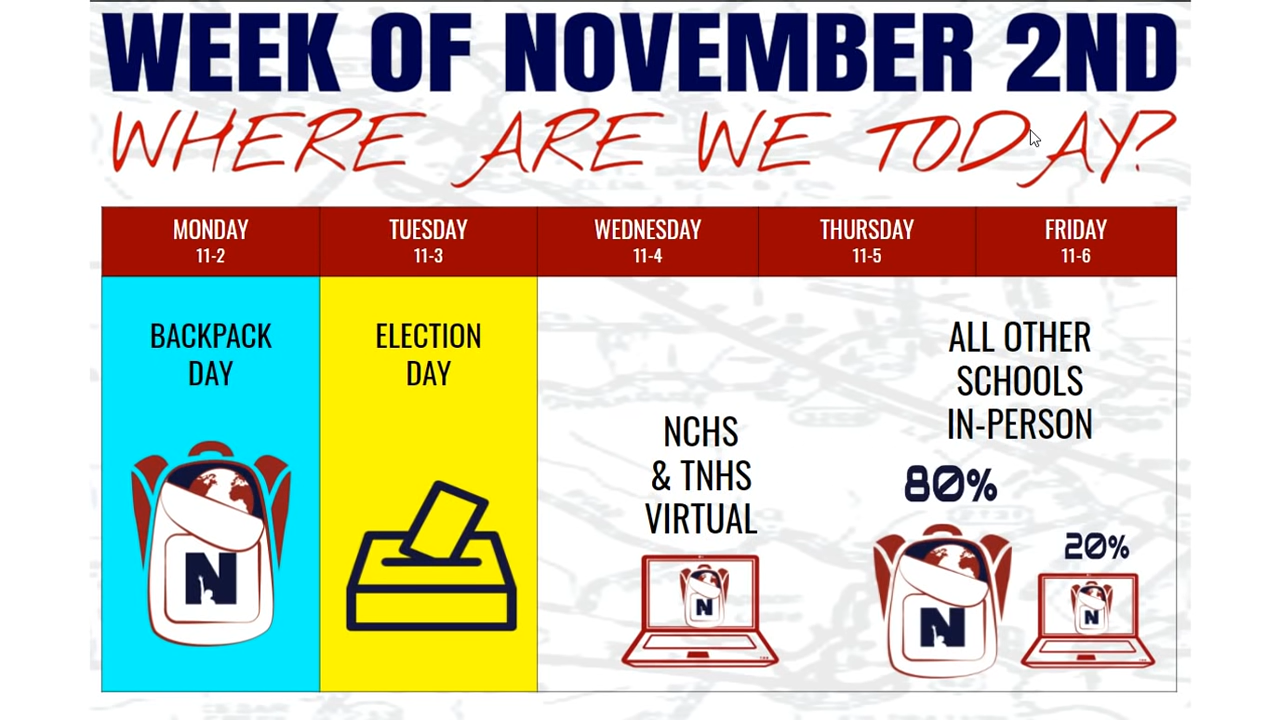 WEEK OF NOVEMBER 2ND
WHERE ARE WE TODAY?
MONDAY
11-2
TUESDAY
11-3
WEDNESDAY
11-4
THURSDAY
11-5
FRIDAY
11-6
BACKPACK
DAY
N
ELECTION
DAY
NCHS
& TNHS
VIRTUAL
N
ALL OTHER
SCHOOLS
IN-PERSON
80%
N
20%
N